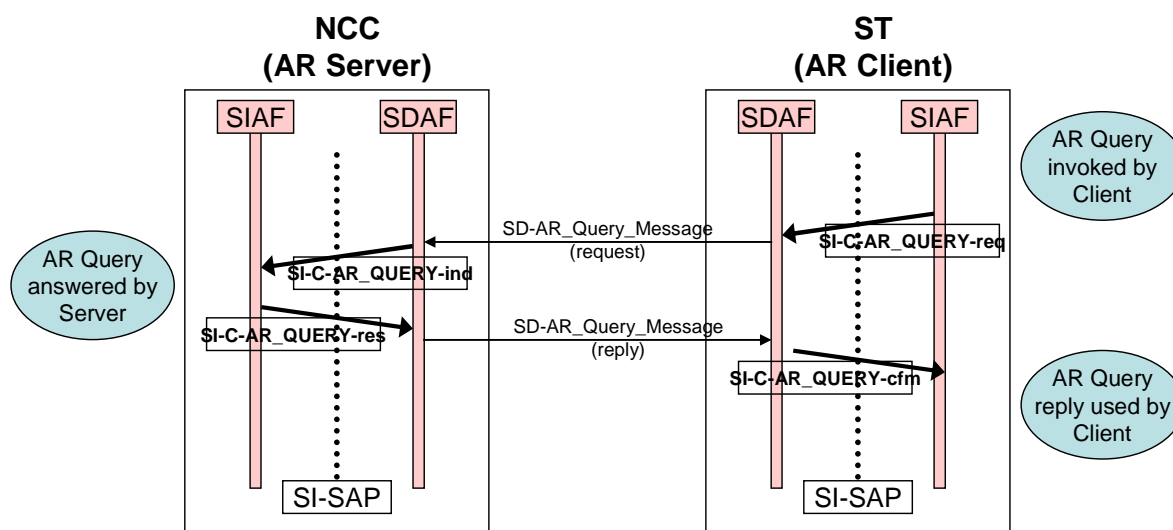 NCC
(AR Server)
ST
(AR Client)
SIAF
SDAF
SDAF
SIAF
AR Query
invoked by
Client
SD-AR_Query_Message
(request)
SI-C-AR_QUERY-req
AR Query
answered by
Server
SI-C-AR_QUERY-ind
SI-C-AR_QUERY-res
SD-AR_Query_Message
(reply)
SI-C-AR_QUERY-cfm
AR Query
reply used by
Client
SI-SAP
SI-SAP